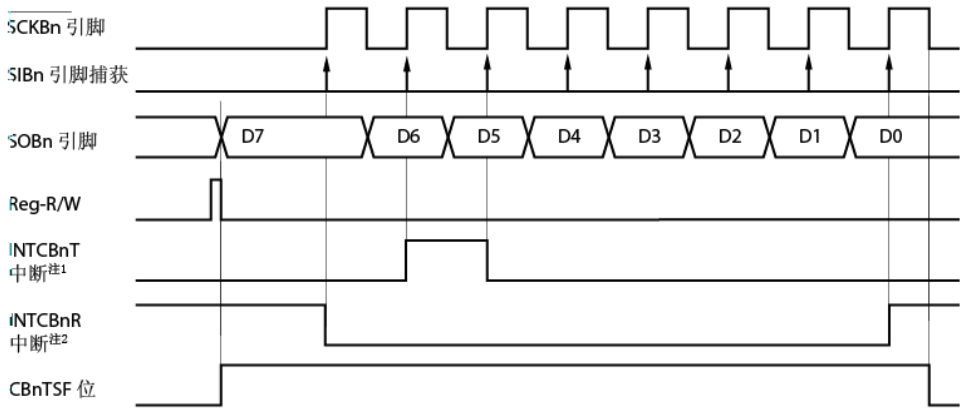 SCKBn 引脚
SIBn 引脚捕获
SOBn 引脚
D7 D6 D5 D4 D3 D2 D1 D0
Reg-R/W
INTCBnT
中断注1
INTCBnR
中断注2
CBnTSF 位